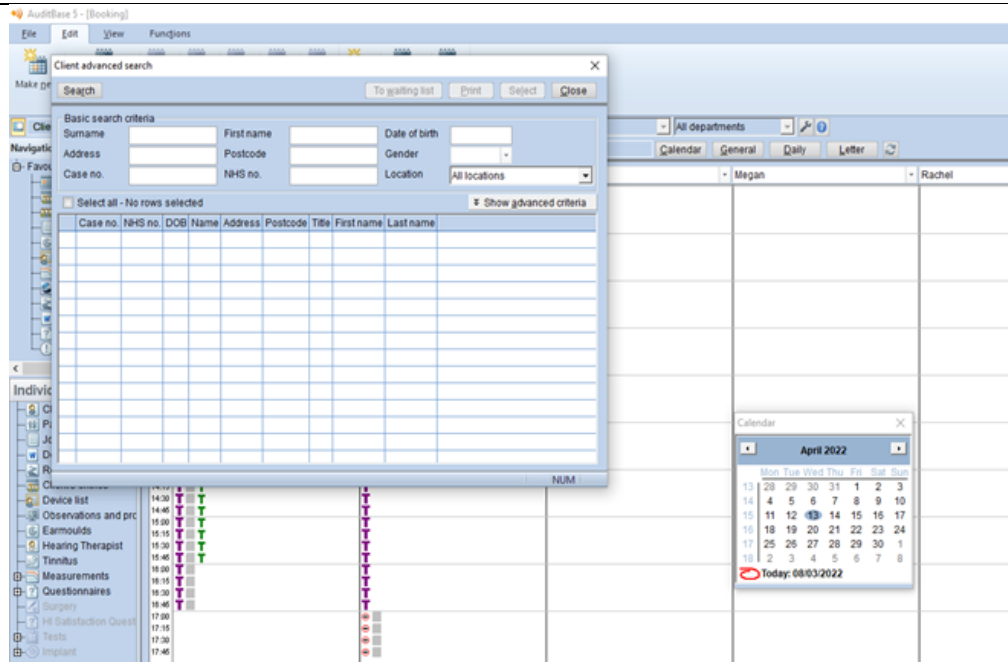 AuditBase 5 - [Booking]
File Edit View Functions
Client advanced search
Make
Search To waiting list Print Select Close
Basic search criteria
Surname First name Date of birth
Address Postcode Gender
Case no. NHS no. Location All locations
All departments
Calendar General Daily Letter
Megan Rachel
Select all - No rows selected Show advanced criteria
Case no. NHS no. DOB Name Address Postcode Title First name Last name
NUM
Device list
Observations and prc
Earmoulds
Hearing Therapist
Tinnitus
Measurements
Questionnaires
Surgery
HI Satisfaction Quest
Tests
Implant
14:30
14:45
15:00
15:15
15:30
15:45
16:00
16:15
16:30
16:45
17:00
17:15
17:30
17:45
Calendar
April 2022
Mon Tue Wed Thu Fri Sat Sun
13 28 29 30 31 1 2 3
14 4 5 6 7 8 9 10
15 11 12 13 14 15 16 17
16 18 19 20 21 22 23 24
17 25 26 27 28 29 30 1
18 2 3 4 5 6 7 8
Today: 08/03/2022